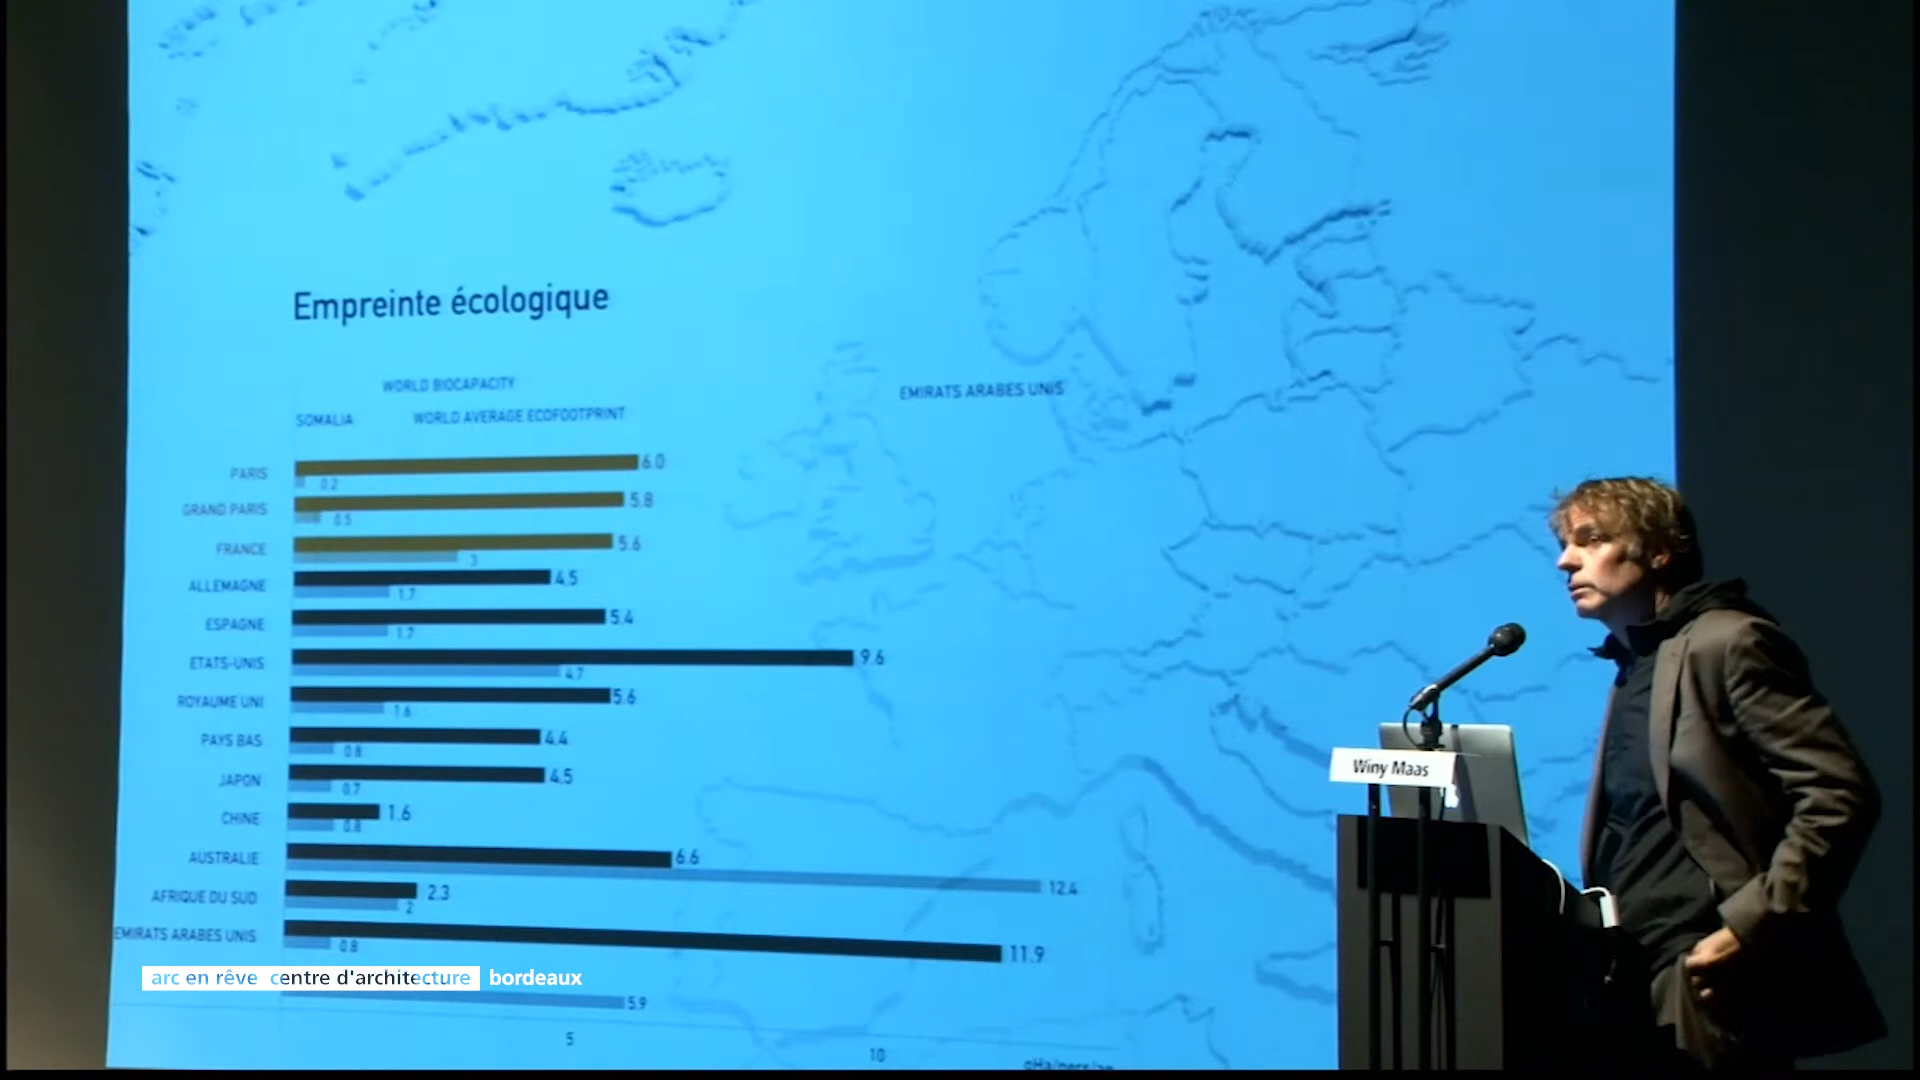 Empreinte écologique
WORLD BIOCAPACITY
EMIRATS ARABES UNIS
SOMALIA WORLD AVERAGE ECOFOOTPRINT
PARIS 6.0
0.2
GRAND PARIS 5.8
0.5
FRANCE 5.6
3
ALLEMAGNE 4.5
1.7
ESPAGNE 5.4
1.7
ETATS-UNIS 9.6
4.7
ROYAUME UNI 5.6
1.6
PAYS BAS 4.4
0.8
JAPON 4.5
0.7
CHINE 1.6
0.8
AUSTRALIE 6.6
12.4
AFRIQUE DU SUD 2.3
2
EMIRATS ARABES UNIS 11.9
0.8
5.9
5 10
Winy Maas
arc en rêve centre d'architecture bordeaux